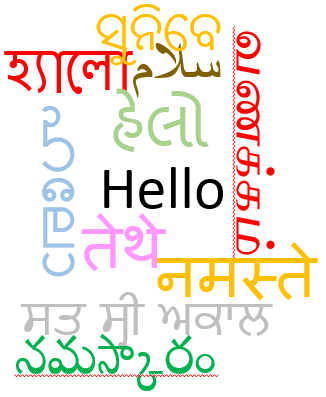 ସୁନିବେ
হ্যালো
سلام
હેલો
வணக்கம்
Hello
तेथे
नमस्ते
ਸਤ ਸ੍ਰੀ ਅਕਾਲ
నమస్కారం